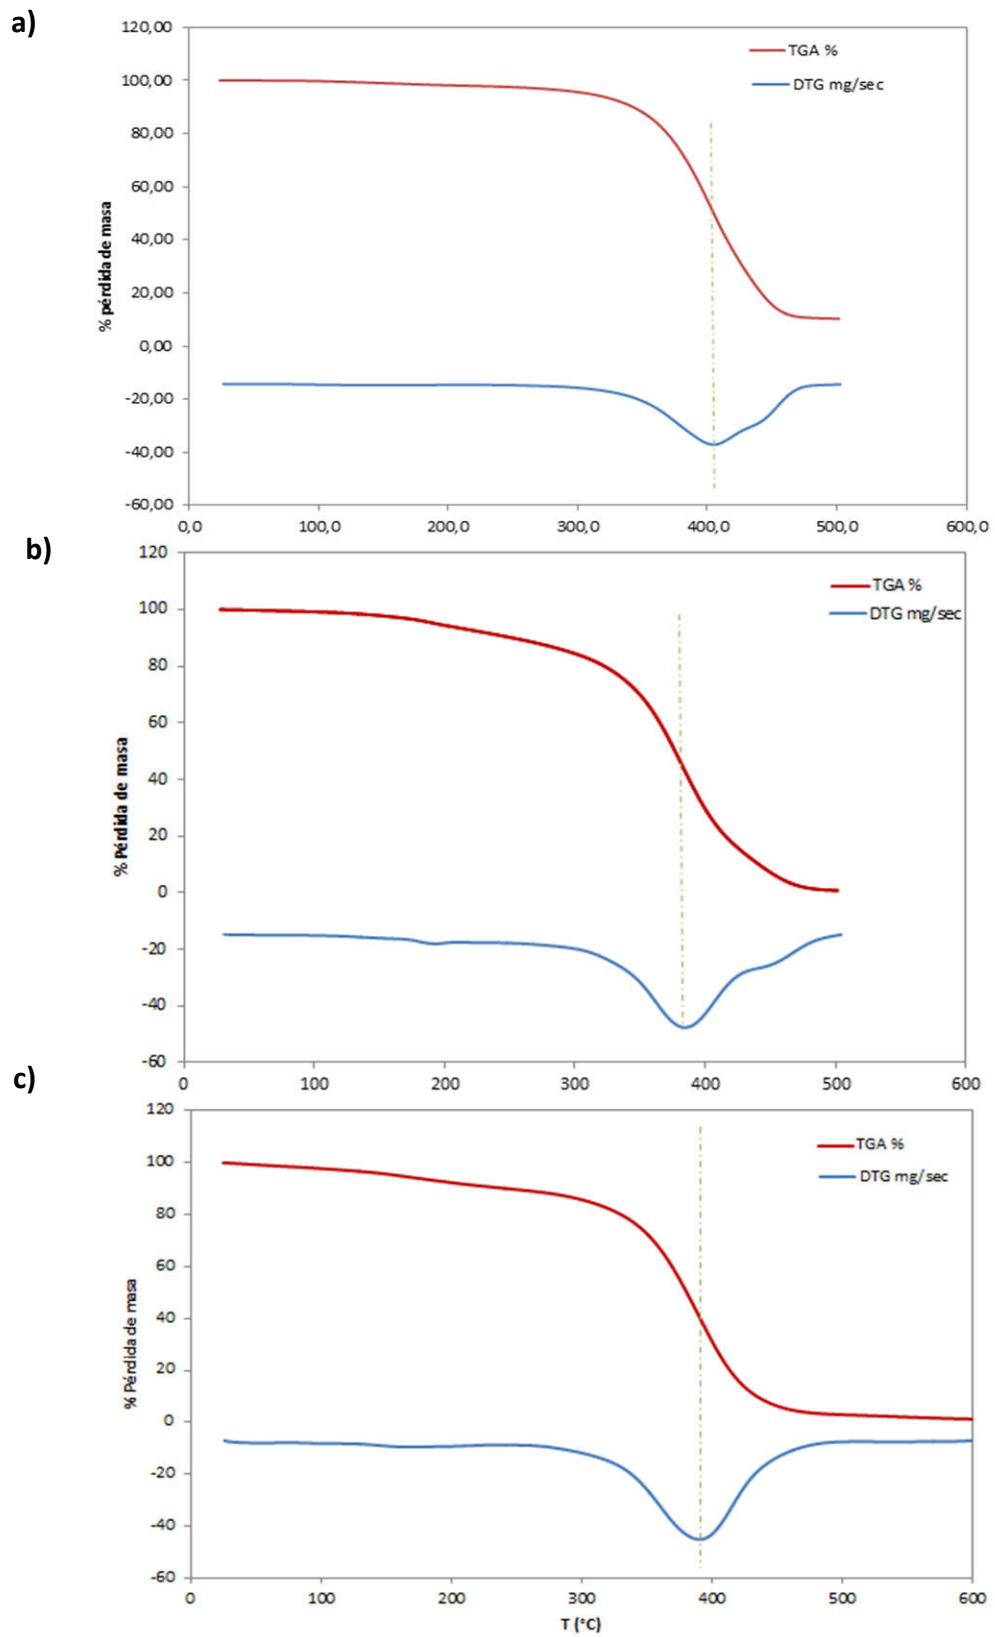 a)
120,00
100,00
80,00
60,00
40,00
20,00
0,00
-20,00
-40,00
-60,00
% pérdida de masa
TGA %
DTG mg/sec
0,0 100,0 200,0 300,0 400,0 500,0 600,0
b)
120
100
80
60
40
20
0
-20
-40
-60
% Pérdida de masa
TGA %
DTG mg/sec
0 100 200 300 400 500 600
c)
120
100
80
60
40
20
0
-20
-40
-60
% Pérdida de masa
TGA %
DTG mg/sec
0 100 200 300 400 500 600
T (°C)